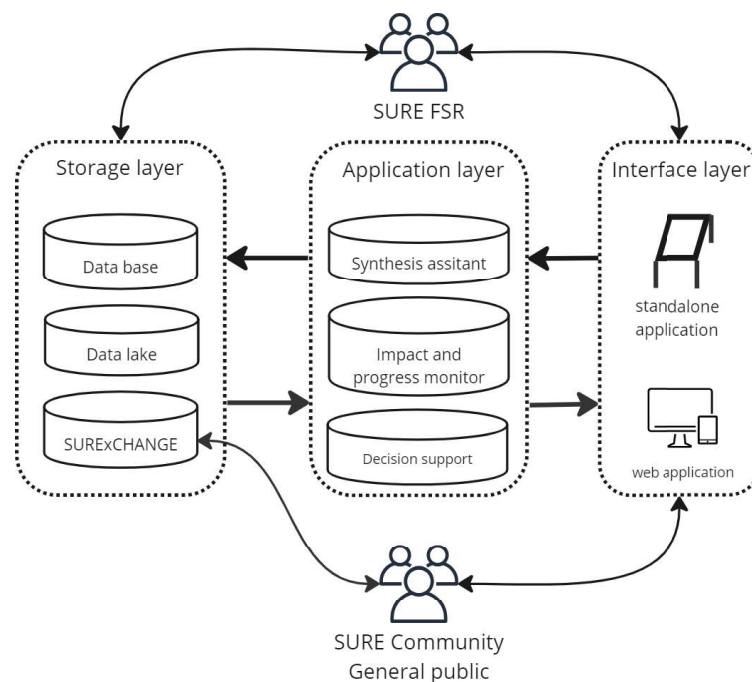 SURE FSR
Storage layer
Data base
Data lake
SURExCHANGE
Application layer
Synthesis assitant
Impact and
progress monitor
Decision support
Interface layer
standalone
application
web application
SURE Community
General public